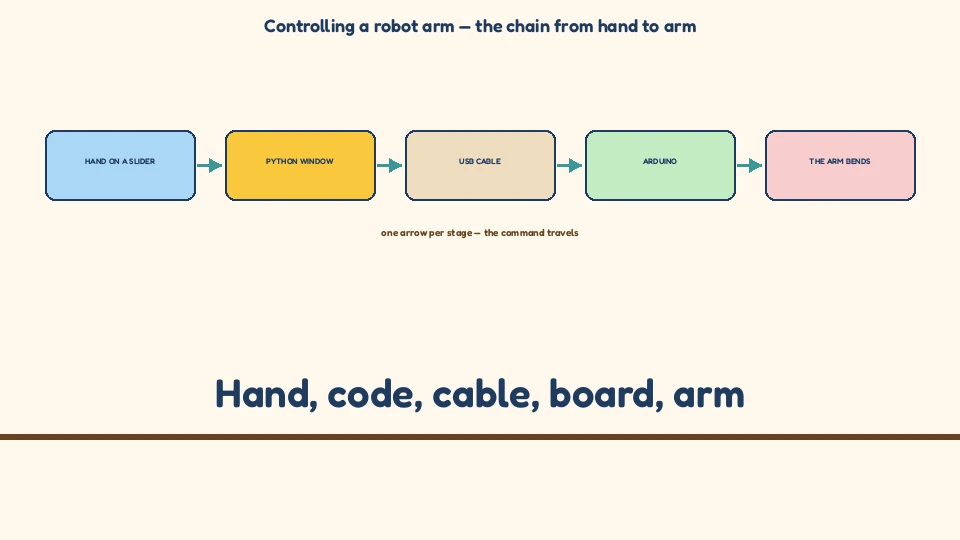 Controlling a robot arm — the chain from hand to arm
HAND ON A SLIDER
PYTHON WINDOW
USB CABLE
ARDUINO
THE ARM BENDS
one arrow per stage — the command travels
Hand, code, cable, board, arm